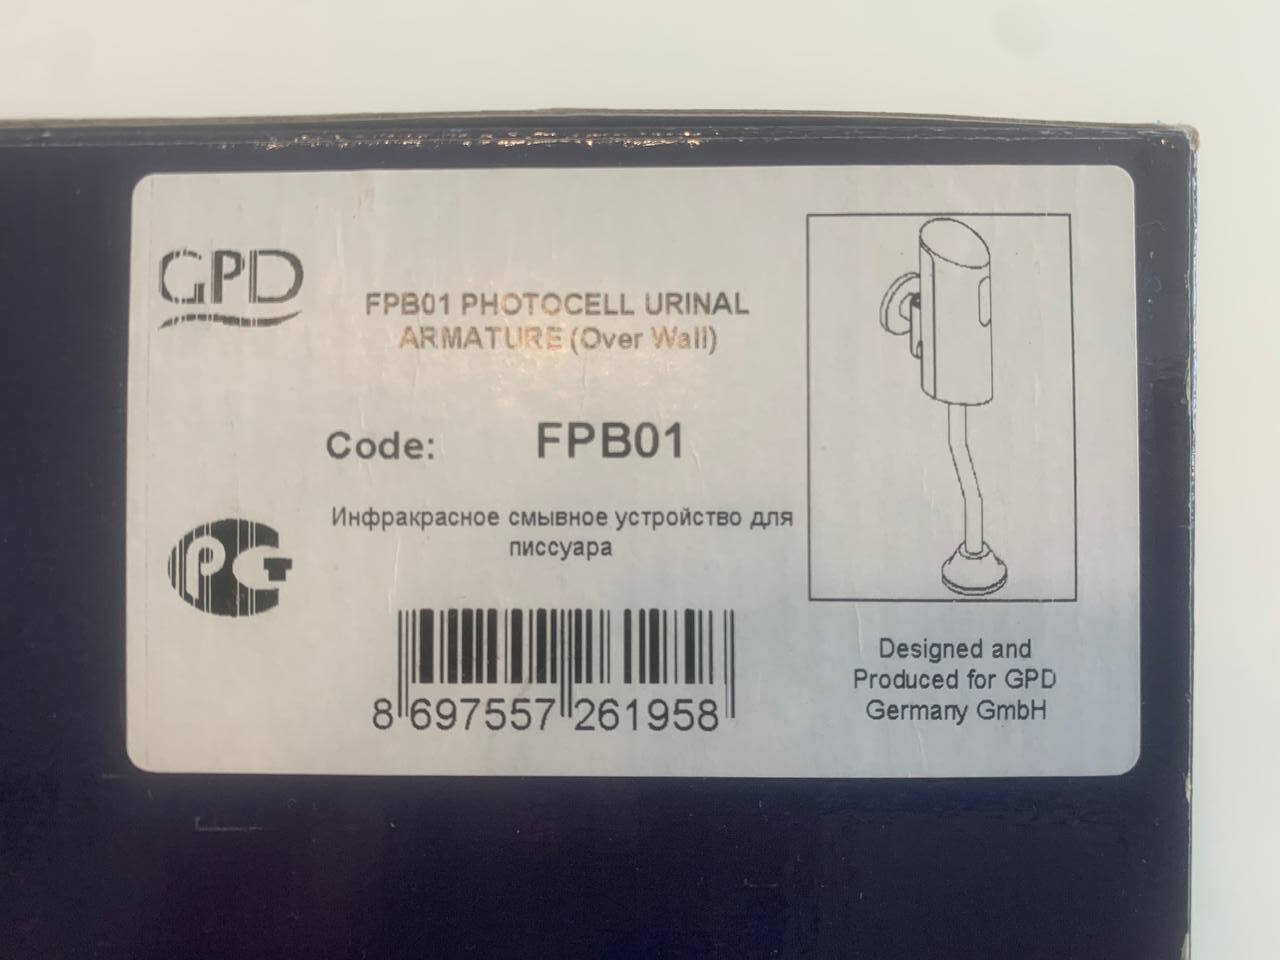 GPD
FPB01 PHOTOCELL URINAL
ARMATURE (Over Wall)
Code: FPB01
Инфракрасное смывное устройство для
писсуара
РСТ
8 697557 261958
Designed and
Produced for GPD
Germany GmbH